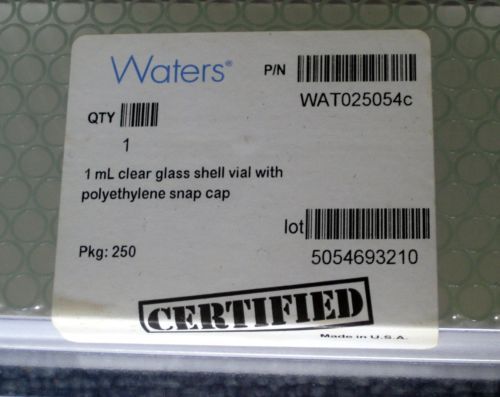 Waters®
P/N
WAT025054c
QTY
1
1 mL clear glass shell vial with
polyethylene snap cap
lot
5054693210
Pkg: 250
CERTIFIED
Made in U.S.A.